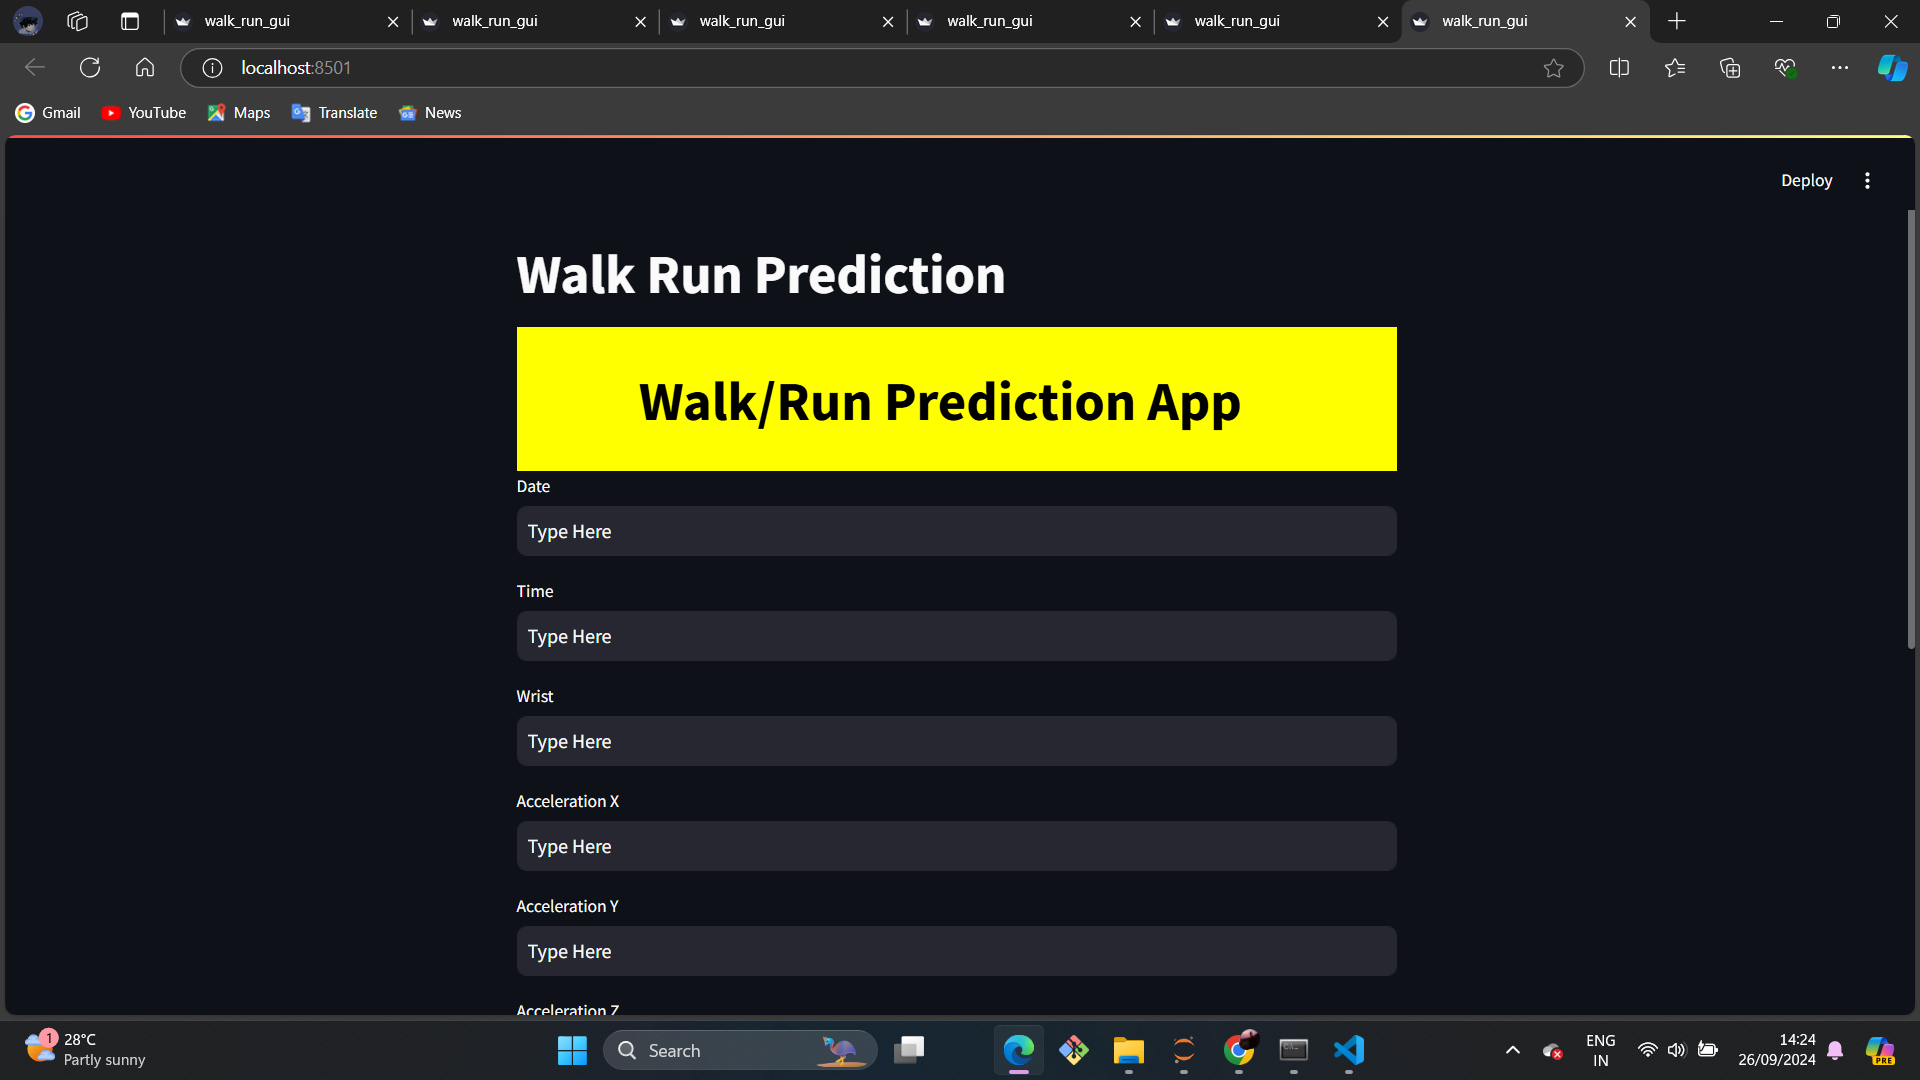 walk_run_gui
walk_run_gui
walk_run_gui
walk_run_gui
walk_run_gui
walk_run_gui
localhost:8501
Gmail
YouTube
Maps
Translate
News
Deploy
Walk Run Prediction
Walk/Run Prediction App
Date
Type Here
Time
Type Here
Wrist
Type Here
Acceleration X
Type Here
Acceleration Y
Type Here
Acceleration Z
1
28°C
Partly sunny
Search
ENG
IN
14:24
26/09/2024
PRE